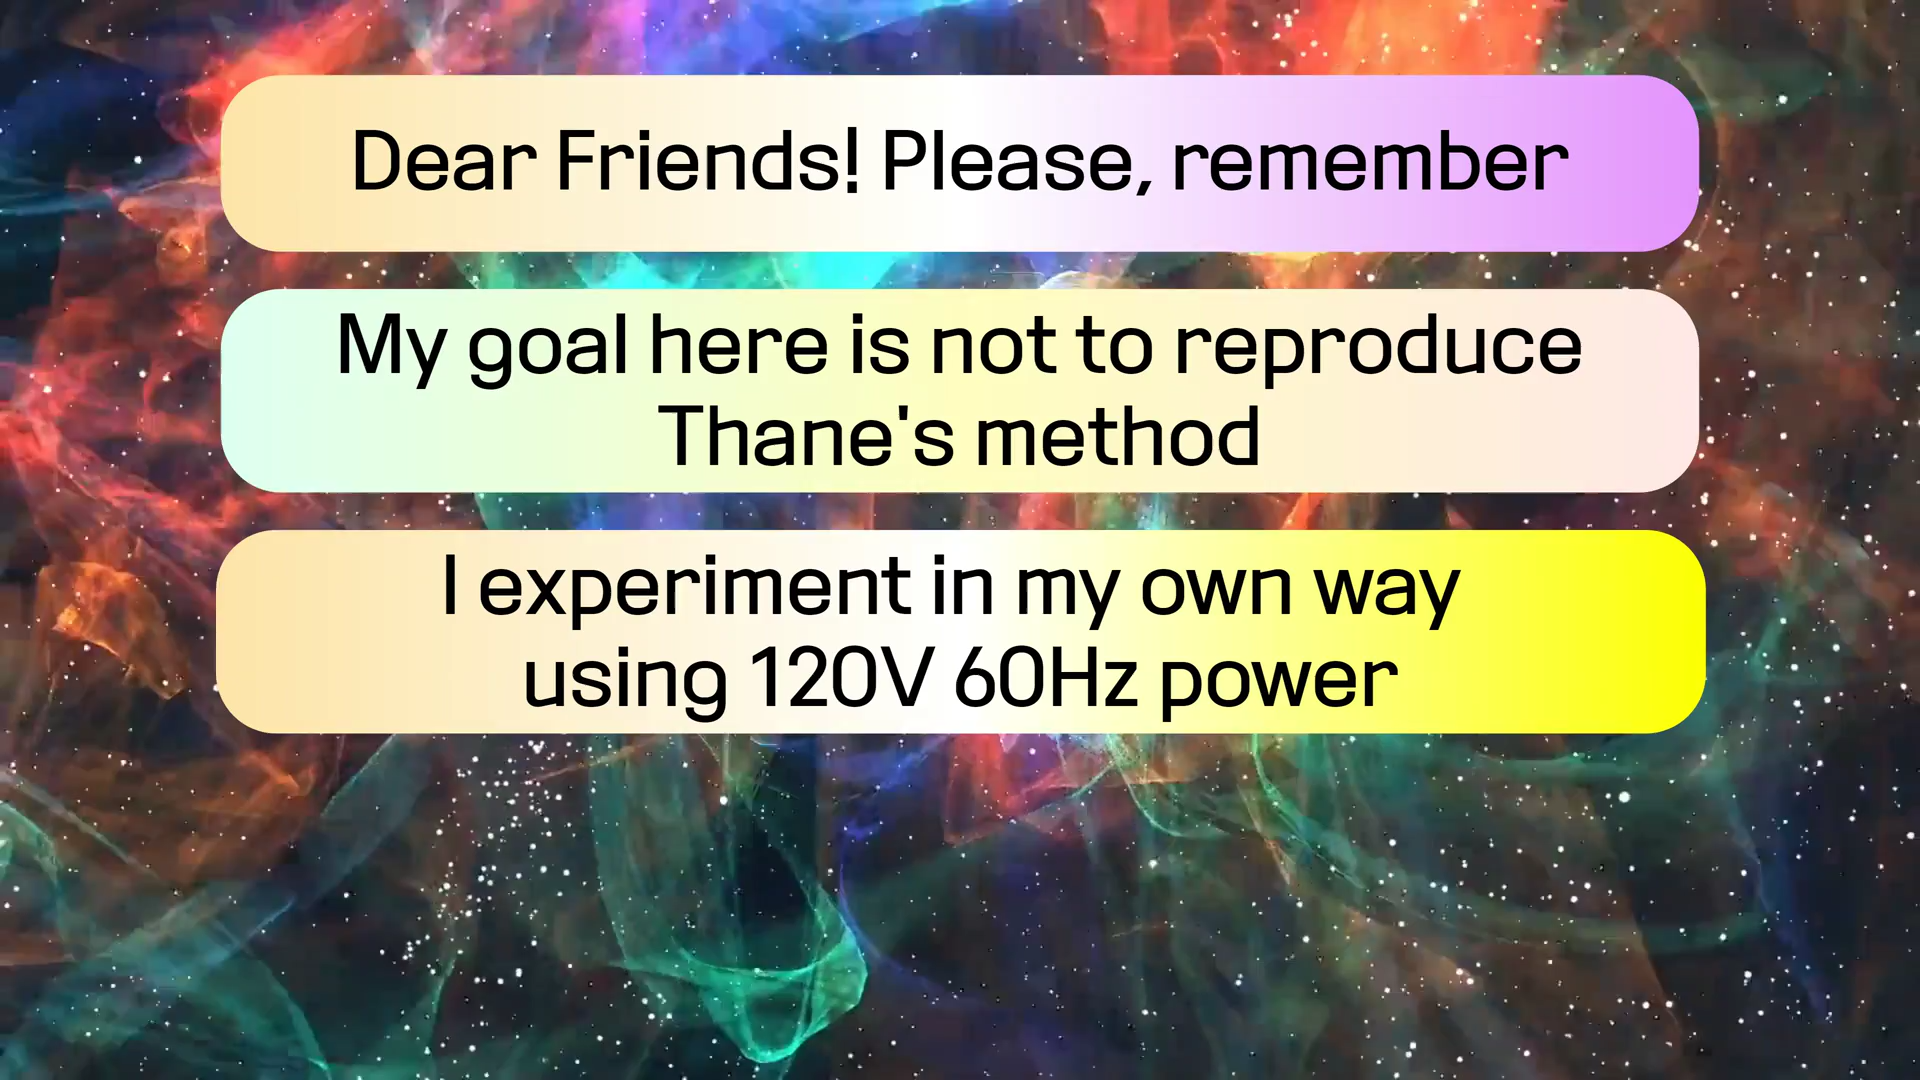 Dear Friends! Please, remember
My goal here is not to reproduce
Thane's method
I experiment in my own way
using 120V 60Hz power